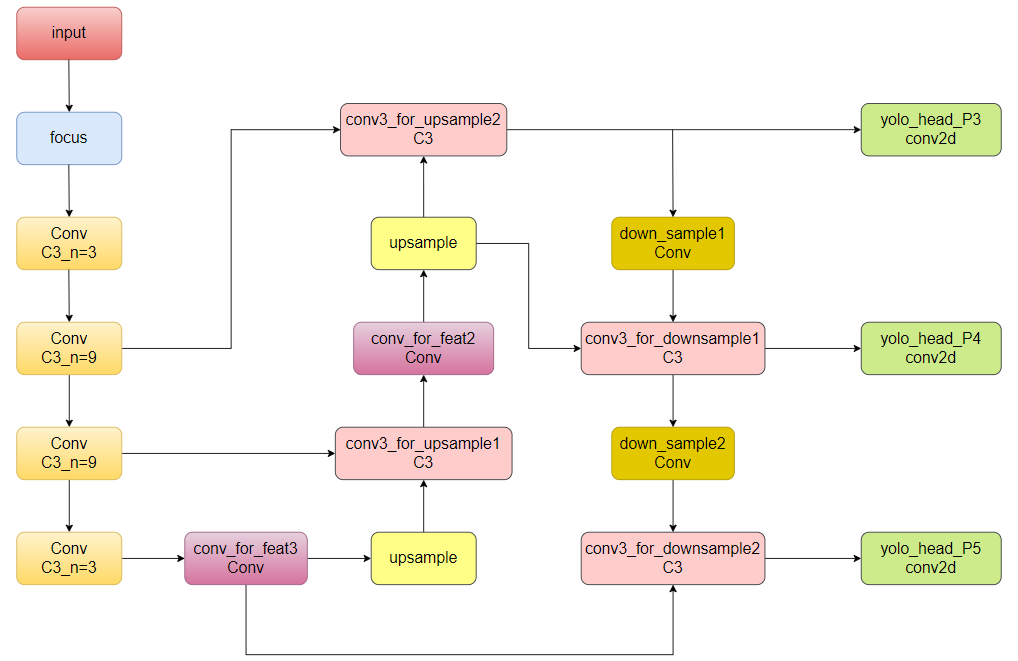 input
focus
Conv
C3_n=3
Conv
C3_n=9
Conv
C3_n=9
Conv
C3_n=3
conv_for_feat3
Conv
conv3_for_upsample2
C3
upsample
conv_for_feat2
Conv
conv3_for_upsample1
C3
upsample
down_sample1
Conv
conv3_for_downsample1
C3
down_sample2
Conv
conv3_for_downsample2
C3
yolo_head_P3
conv2d
yolo_head_P4
conv2d
yolo_head_P5
conv2d